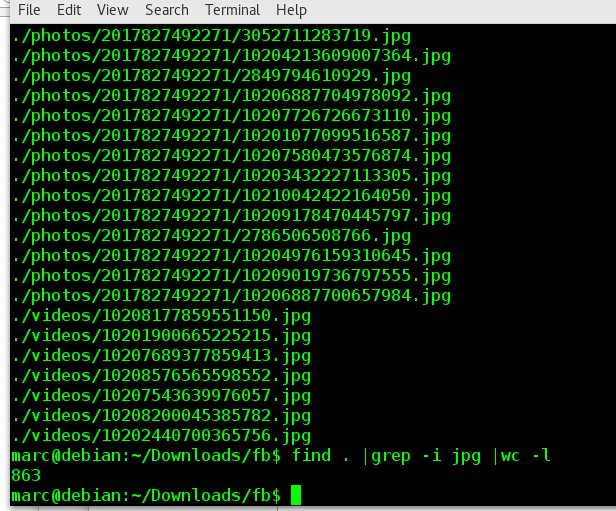 File Edit View Search Terminal Help
./photos/2017827492271/3052711283719.jpg
./photos/2017827492271/10204213609007364.jpg
./photos/2017827492271/2849794610929.jpg
./photos/2017827492271/10206887704978092.jpg
./photos/2017827492271/10207726726673110.jpg
./photos/2017827492271/10201077099516587.jpg
./photos/2017827492271/10207580473576874.jpg
./photos/2017827492271/10203432227113305.jpg
./photos/2017827492271/10210042422164050.jpg
./photos/2017827492271/10209178470445797.jpg
./photos/2017827492271/2786506508766.jpg
./photos/2017827492271/10204976159310645.jpg
./photos/2017827492271/10209019736797555.jpg
./photos/2017827492271/10206887700657984.jpg
./videos/10208177859551150.jpg
./videos/10201900665225215.jpg
./videos/10207689377859413.jpg
./videos/10208576565598552.jpg
./videos/10207543639976057.jpg
./videos/10208200045385782.jpg
./videos/10202440700365756.jpg
marc@debian:~/Downloads/fb$ find . |grep -i jpg |wc -l
863
marc@debian:~/Downloads/fb$